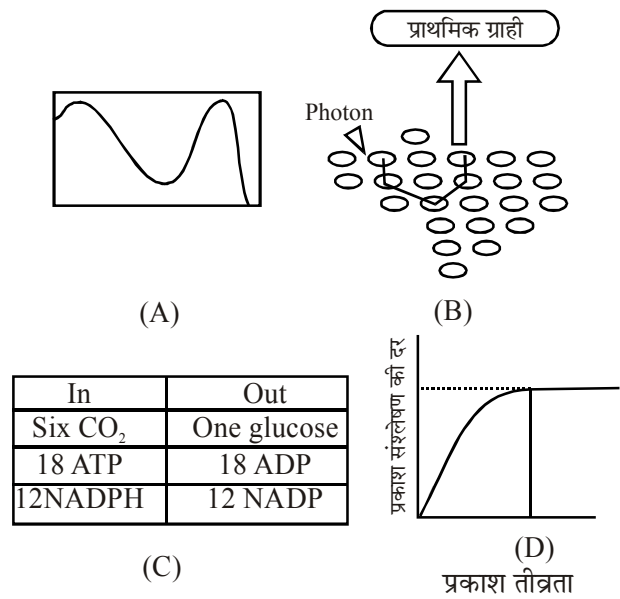 प्राथमिक ग्राही
Photon
(A)
(B)
In Out
Six CO₂ One glucose
18 ATP 18 ADP
12NADPH 12 NADP
(C)
प्रकाश संश्लेषण की दर
(D)
प्रकाश तीव्रता